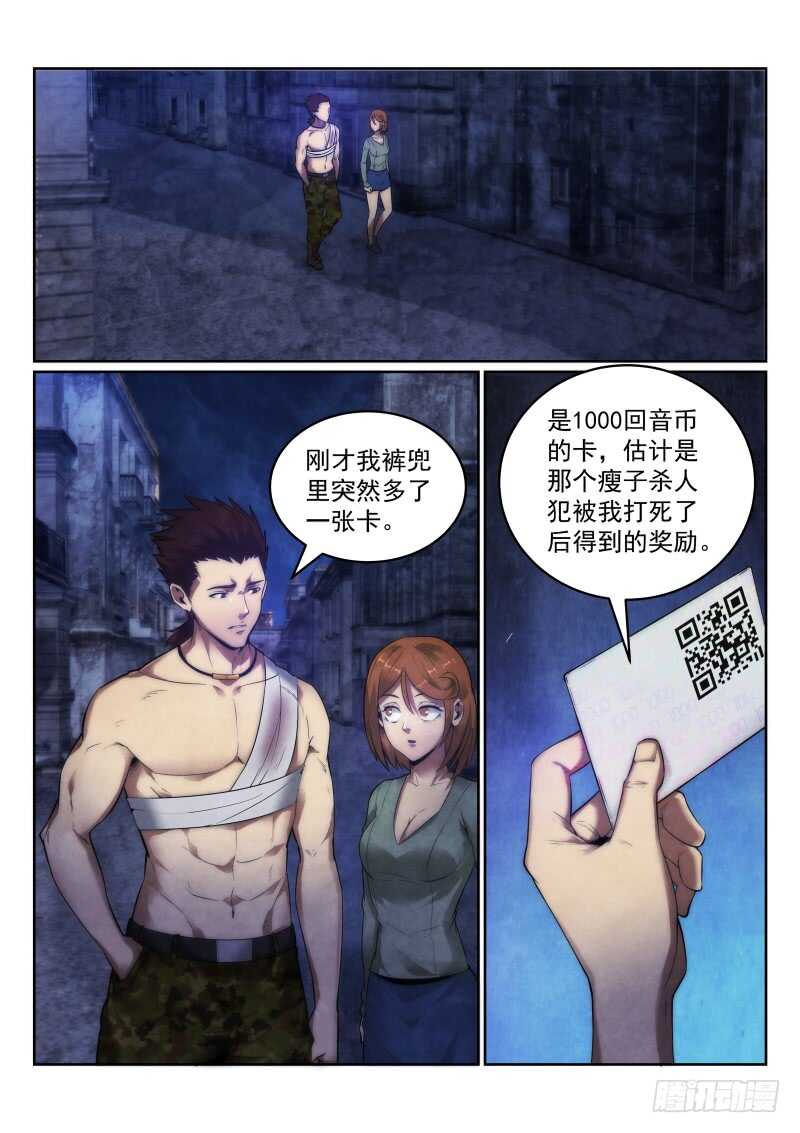 刚才我裤兜
里突然多了
一张卡。
是1000回音币
的卡，估计是
那个瘦子杀人
犯被我打死了
后得到的奖励。
腾讯动漫